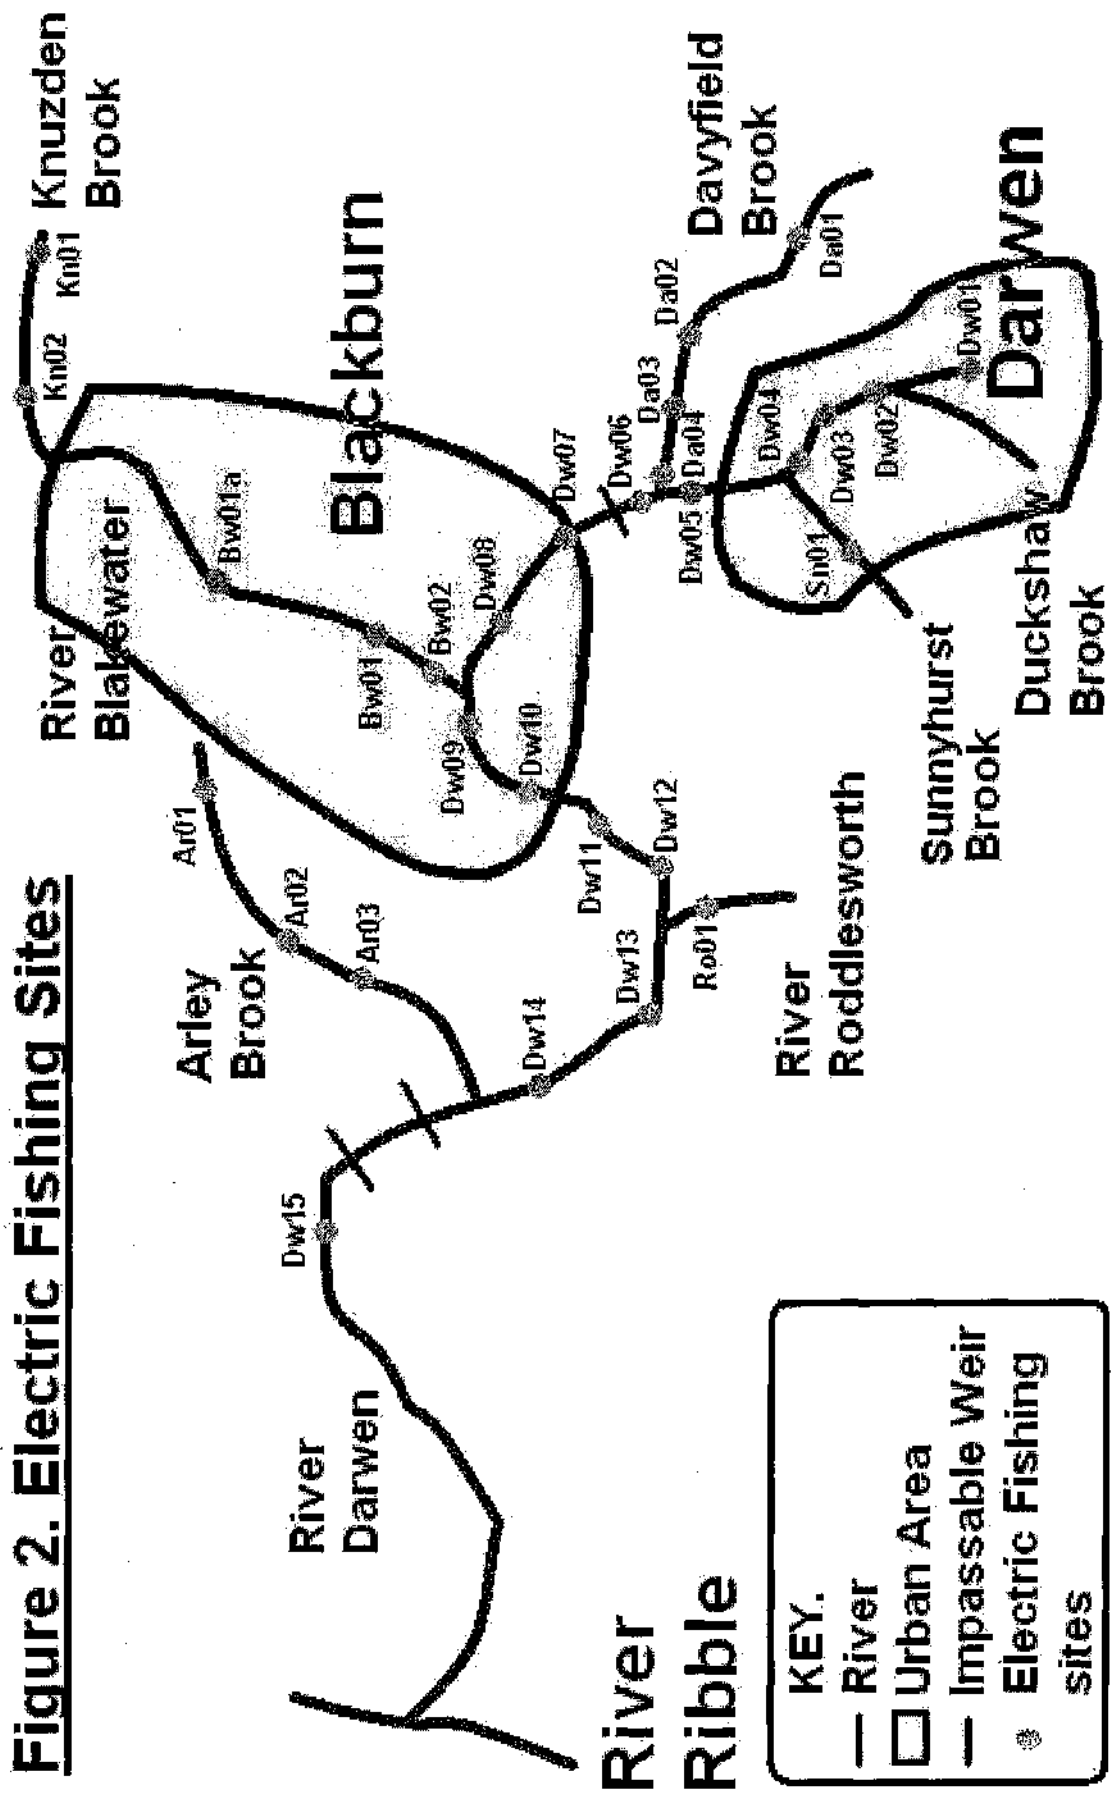 Figure 2. Electric Fishing Sites
Knuzden
Brook
Kn01
Kn02
River
Blakewater
Bw01a
Bw01
Bw02
Blackburn
Arley
Brook
Ar01
Ar02
Ar03
Dw15
Dw14
Dw13
Dw12
Dw11
Dw10
Dw09
Dw08
Dw07
Dw06
Dw05
Da04
Da03
Da02
Da01
Davyfield
Brook
Dw04
Dw03
Dw02
Dw01
Darwen
Sn01
Sunnyhurst
Brook
Duckshaw
Brook
Ro01
River
Roddlesworth
River
Darwen
River
Ribble
KEY.
River
Urban Area
Impassable Weir
Electric Fishing
sites